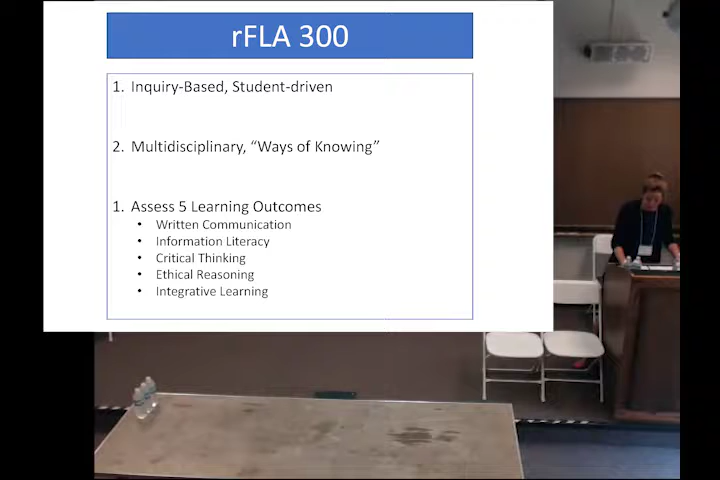 rFLA 300
1. Inquiry-Based, Student-driven
2. Multidisciplinary, “Ways of Knowing”
1. Assess 5 Learning Outcomes
• Written Communication
• Information Literacy
• Critical Thinking
• Ethical Reasoning
• Integrative Learning